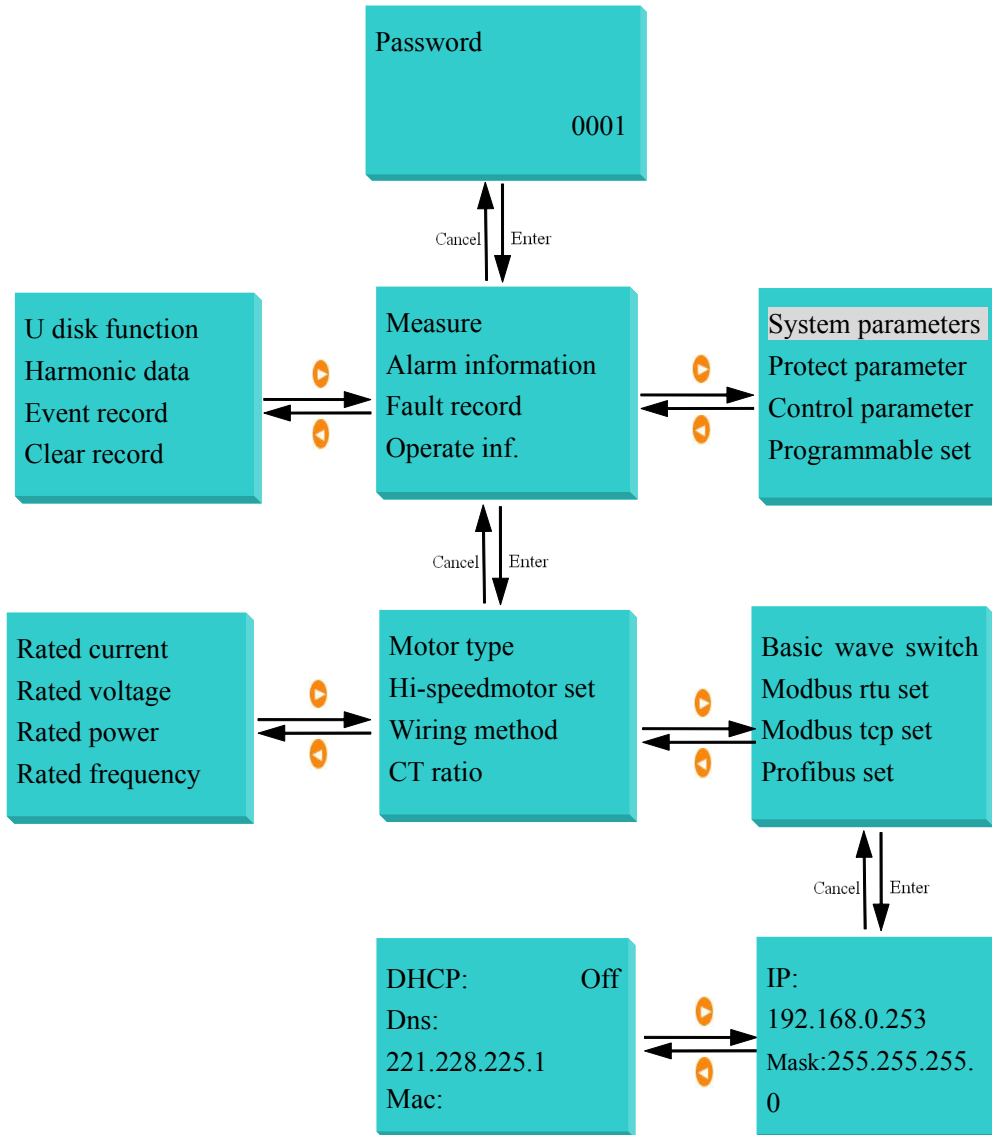 Password
0001
Cancel
Enter
U disk function
Harmonic data
Event record
Clear record
Measure
Alarm information
Fault record
Operate inf.
System parameters
Protect parameter
Control parameter
Programmable set
Cancel
Enter
Rated current
Rated voltage
Rated power
Rated frequency
Motor type
Hi-speedmotor set
Wiring method
CT ratio
Basic wave switch
Modbus rtu set
Modbus tcp set
Profibus set
Cancel
Enter
DHCP: Off
Dns:
221.228.225.1
Mac:
IP:
192.168.0.253
Mask:255.255.255.
0